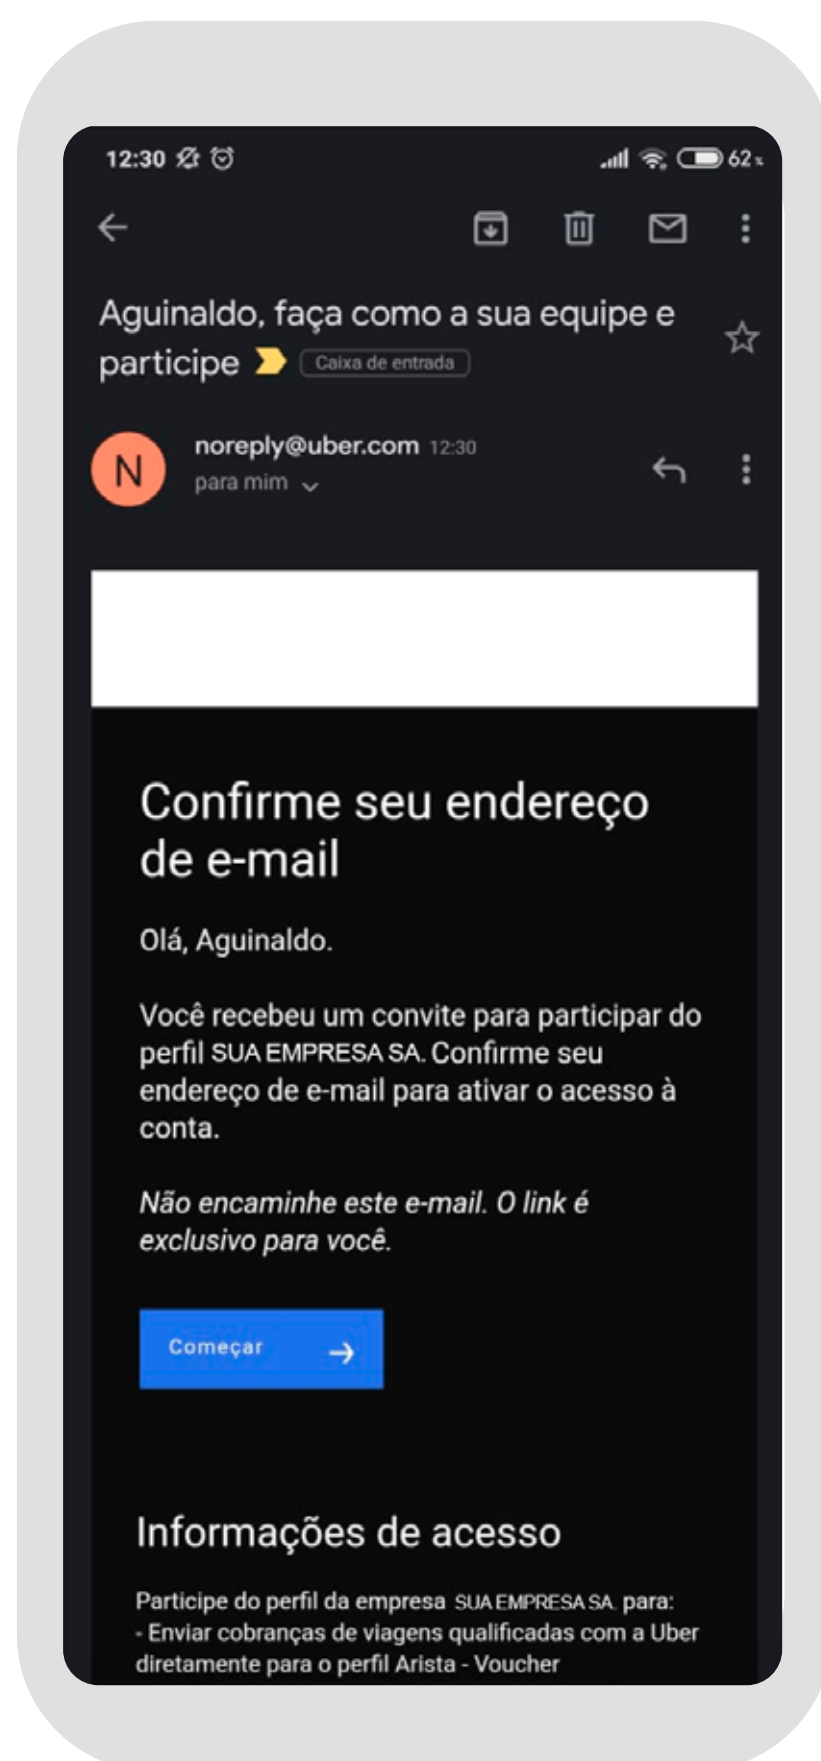 12:30 62%
Aguinaldo, faça como a sua equipe e
participe Caixa de entrada
N
noreply@uber.com 12:30
para mim
Confirme seu endereço
de e-mail
Olá, Aguinaldo.
Você recebeu um convite para participar do
perfil SUA EMPRESA SA. Confirme seu
endereço de e-mail para ativar o acesso à
conta.
Não encaminhe este e-mail. O link é
exclusivo para você.
Começar
Informações de acesso
Participe do perfil da empresa SUA EMPRESA SA. para:
- Enviar cobranças de viagens qualificadas com a Uber
diretamente para o perfil Arista - Voucher